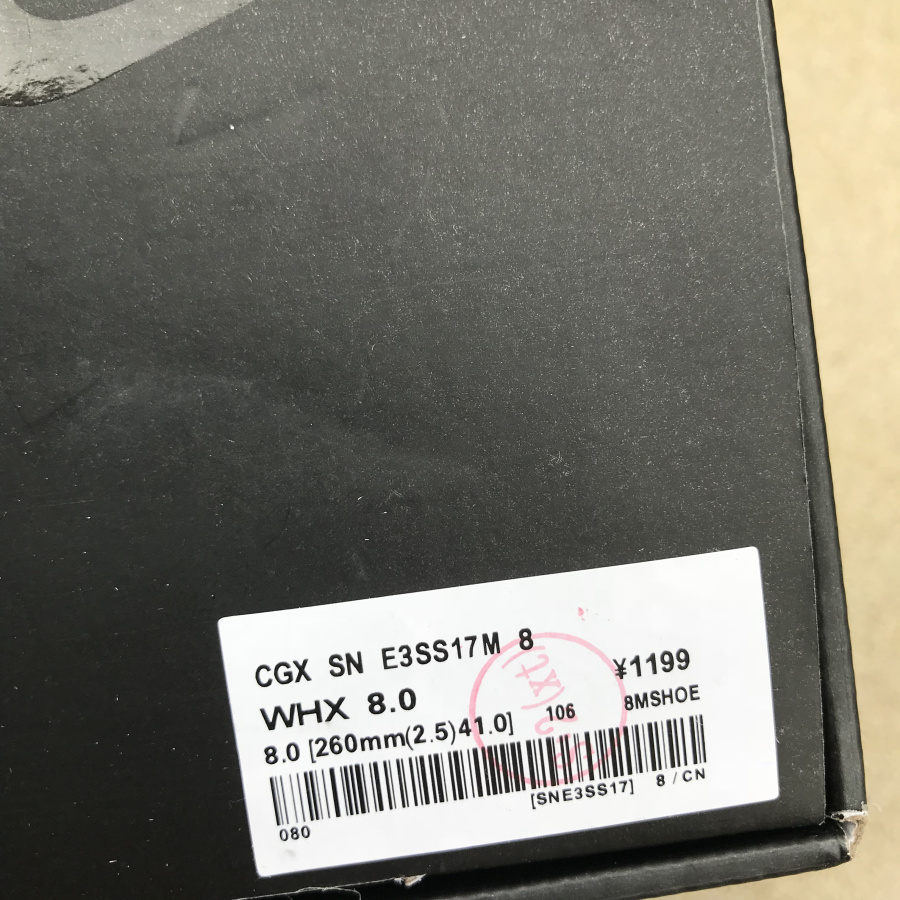 CGX SN E3SS17M 8
¥1199
WHX 8.0
8MSHOE
8.0 [260mm(2.5)41.0] 106
[SNE3SS17] 8 / CN
080